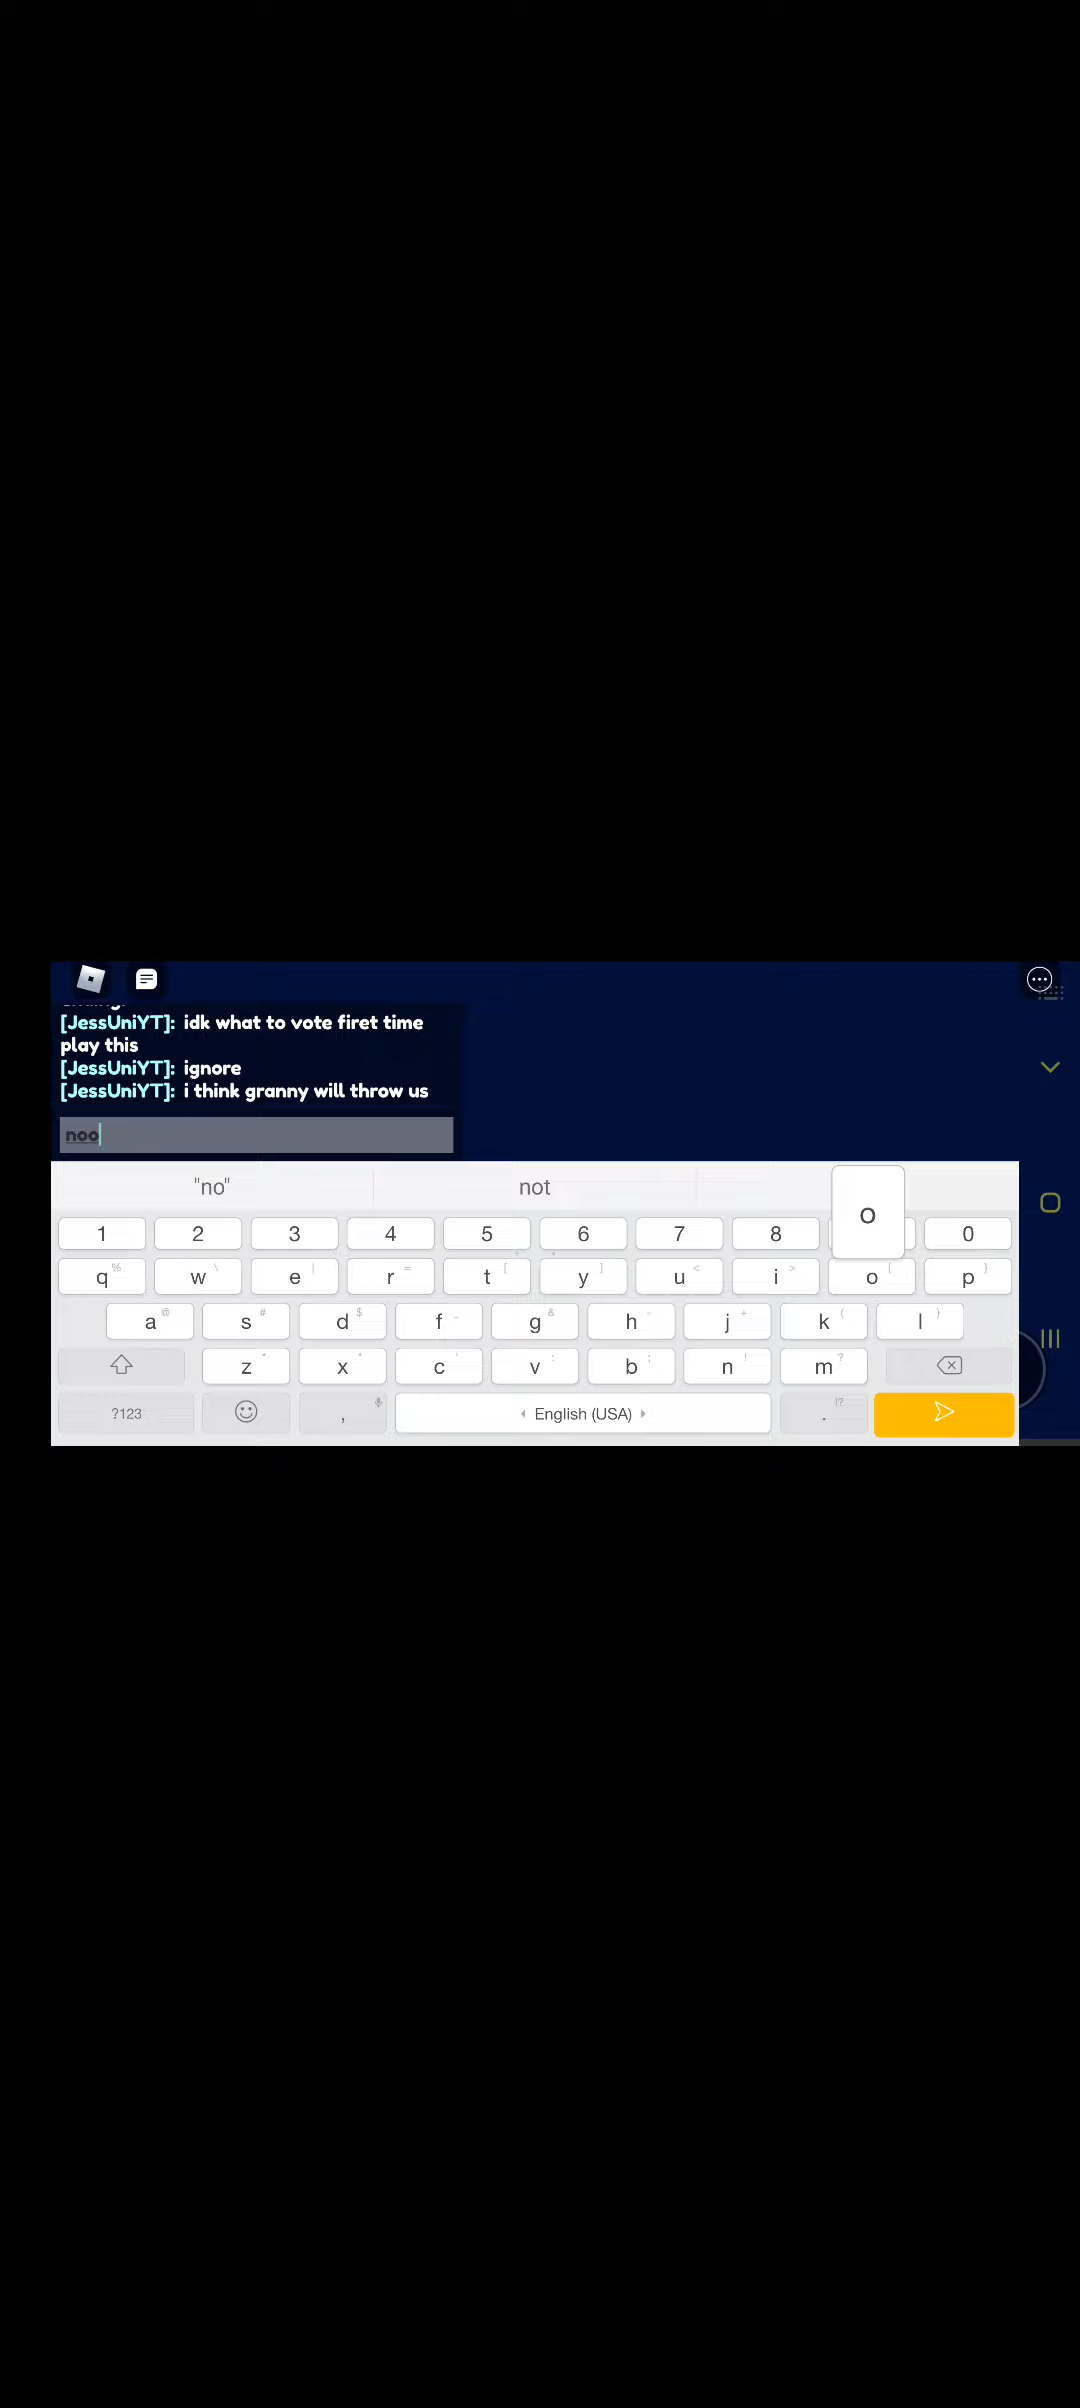 [JessUniYT]: idk what to vote firet time
play this
[JessUniYT]: ignore
[JessUniYT]: i think granny will throw us
noo
"no" not
o
1 2 3 4 5 6 7 8 0
q w e r t y u i o p
a s d f g h j k l
z x c v b n m
?123 , English (USA) .